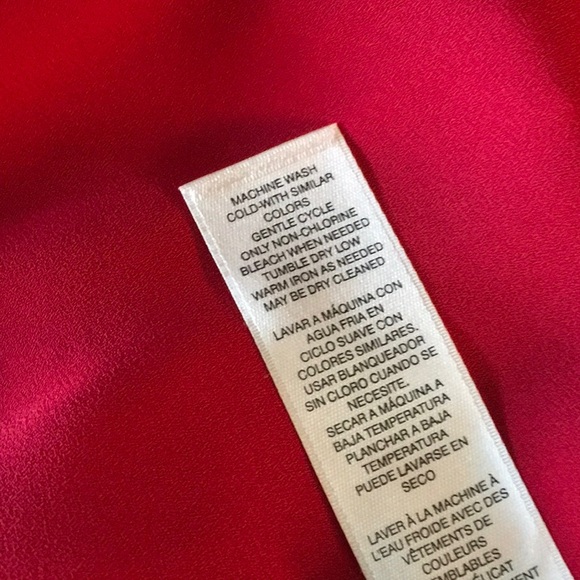 MACHINE WASH
COLD-WITH SIMILAR
COLORS
GENTLE CYCLE
ONLY NON-CHLORINE
BLEACH WHEN NEEDED
TUMBLE DRY LOW
WARM IRON AS NEEDED
MAY BE DRY CLEANED
LAVAR A MÁQUINA CON
AGUA FRIA EN
CICLO SUAVE CON
COLORES SIMILARES.
USAR BLANQUEADOR
SIN CLORO CUANDO SE
NECESITE.
SECAR A MÁQUINA A
BAJA TEMPERATURA
PLANCHAR A BAJA
TEMPERATURA
PUEDE LAVARSE EN
SECO
LAVER À LA MACHINE À
L'EAU FROIDE AVEC DES
VÊTEMENTS DE
COULEURS